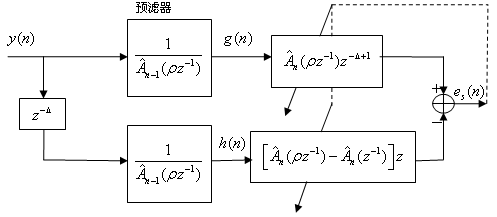 预滤器
y(n)
1
Â_{n-1}(ρz^{-1})
g(n)
Â_n(ρz^{-1})z^{-Δ+1}
+
e_s(n)
−
z^{-Δ}
1
Â_{n-1}(ρz^{-1})
h(n)
[Â_n(ρz^{-1})−Â_n(z^{-1})]z